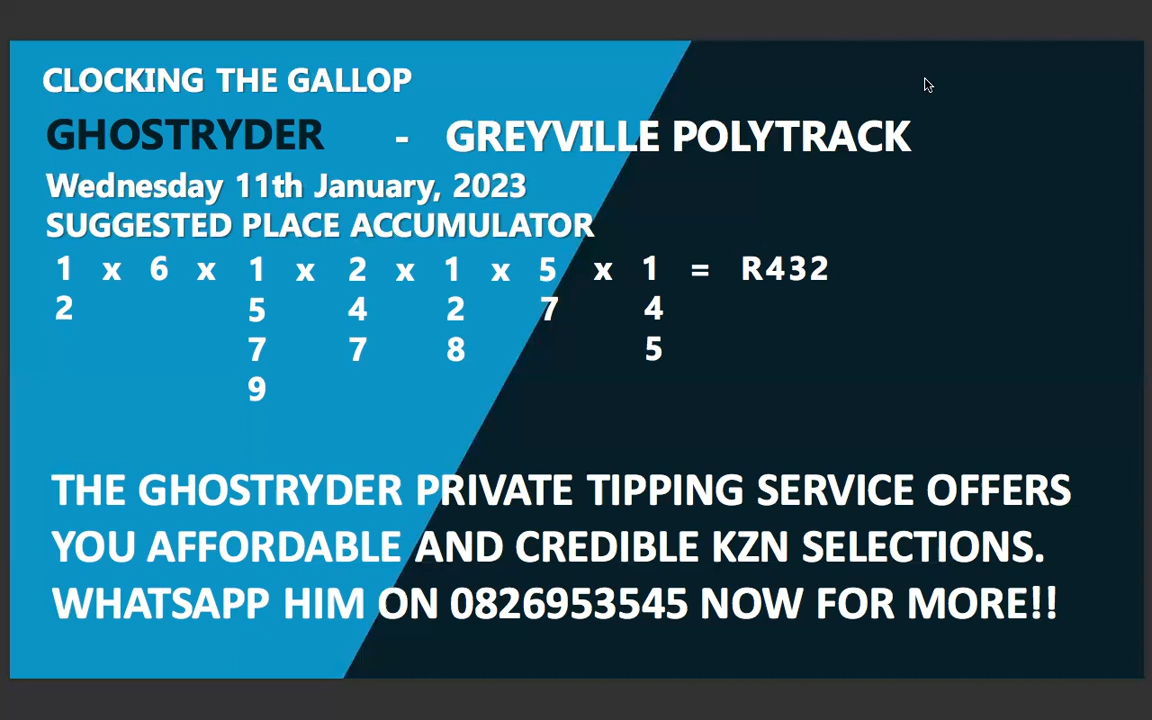 CLOCKING THE GALLOP
GHOSTRYDER - GREYVILLE POLYTRACK
Wednesday 11th January, 2023
SUGGESTED PLACE ACCUMULATOR
1 x 6 x 1 x 2 x 1 x 5 x 1 = R432
2 5 4 2 7 4
7 7 8 5
9
THE GHOSTRYDER PRIVATE TIPPING SERVICE OFFERS
YOU AFFORDABLE AND CREDIBLE KZN SELECTIONS.
WHATSAPP HIM ON 0826953545 NOW FOR MORE!!